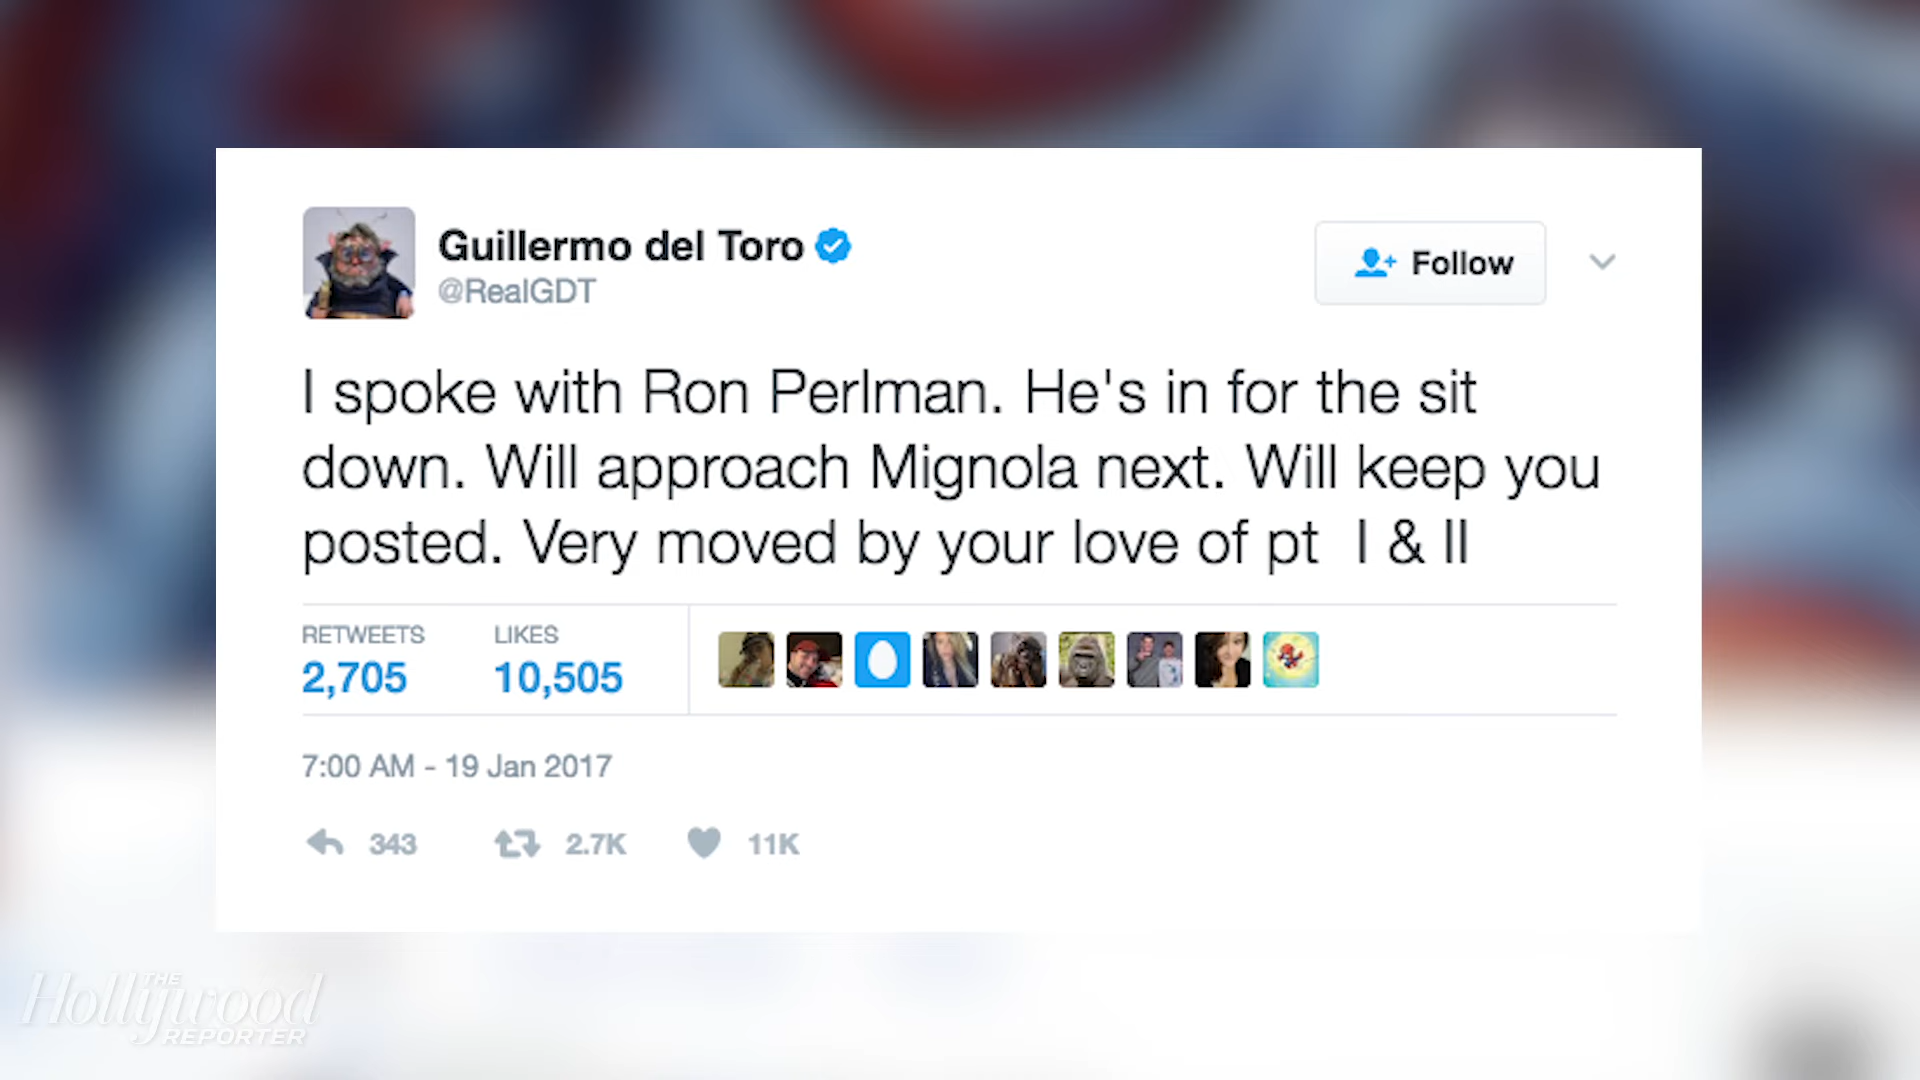 Guillermo del Toro
@RealGDT
Follow
I spoke with Ron Perlman. He's in for the sit
down. Will approach Mignola next. Will keep you
posted. Very moved by your love of pt  I & II
RETWEETS LIKES
2,705 10,505
7:00 AM - 19 Jan 2017
343 2.7K 11K
THE
Hollywood
REPORTER